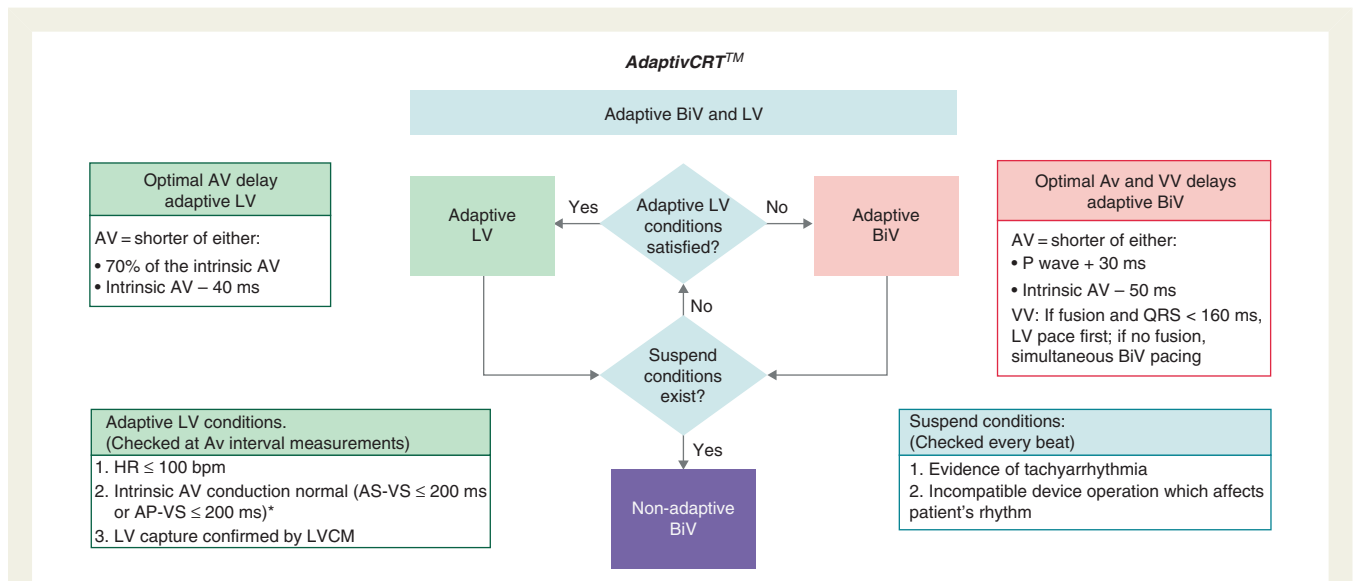 AdaptivCRT™
Adaptive BiV and LV
Optimal AV delay
adaptive LV
AV = shorter of either:
• 70% of the intrinsic AV
• Intrinsic AV – 40 ms
Adaptive
LV
Yes
Adaptive LV
conditions
satisfied?
No
Adaptive
BiV
Optimal Av and VV delays
adaptive BiV
AV = shorter of either:
• P wave + 30 ms
• Intrinsic AV – 50 ms
VV: If fusion and QRS < 160 ms,
LV pace first; if no fusion,
simultaneous BiV pacing
No
Suspend
conditions
exist?
Yes
Non-adaptive
BiV
Adaptive LV conditions.
(Checked at Av interval measurements)
1. HR ≤ 100 bpm
2. Intrinsic AV conduction normal (AS-VS ≤ 200 ms
or AP-VS ≤ 200 ms)*
3. LV capture confirmed by LVCM
Suspend conditions:
(Checked every beat)
1. Evidence of tachyarrhythmia
2. Incompatible device operation which affects
patient's rhythm